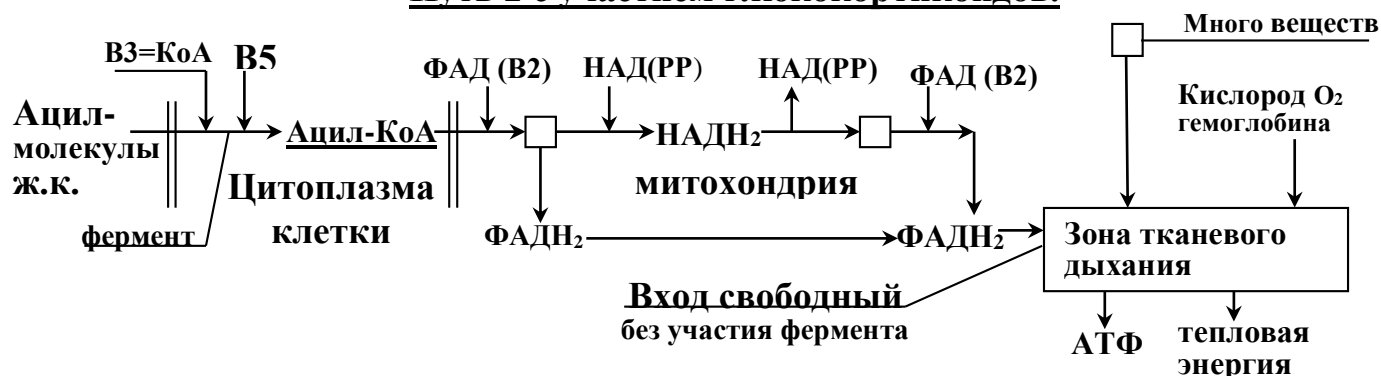 с участием глюкокортикоидов.
Много веществ
В3=КоА
В5
ФАД (В2)
НАД(РР)
НАД(РР)
ФАД (В2)
Кислород О₂
гемоглобина
Ацил-
молекулы
ж.к.
Ацил-КоА
НАДН₂
Цитоплазма
клетки
митохондрия
фермент
ФАДН₂
ФАДН₂
Зона тканевого
дыхания
Вход свободный
без участия фермента
АТФ
тепловая
энергия